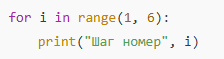 for i in range(1, 6):
    print("Шаг номер", i)